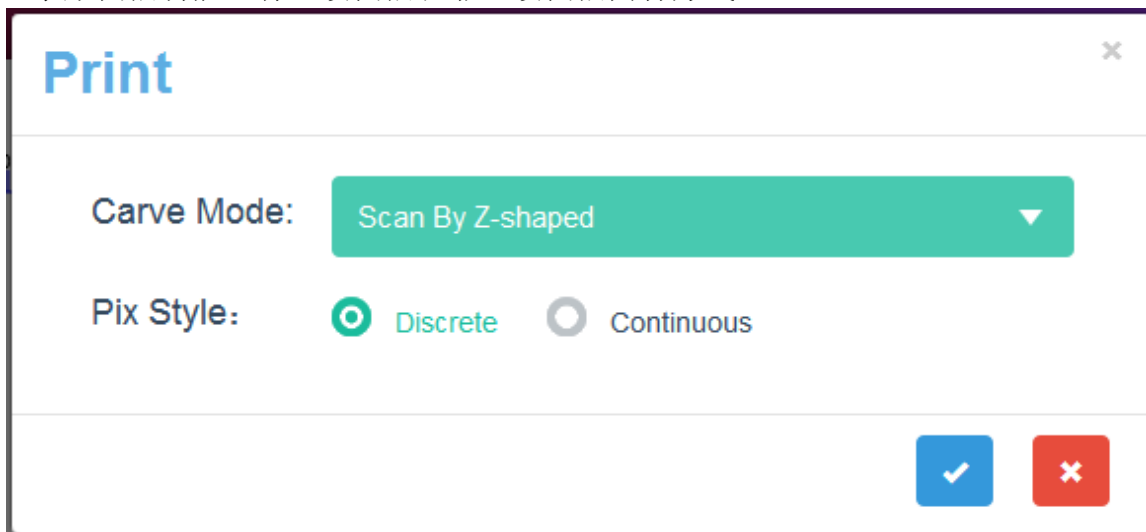 Print
Carve Mode:
Scan By Z-shaped
Pix Style：
Discrete
Continuous